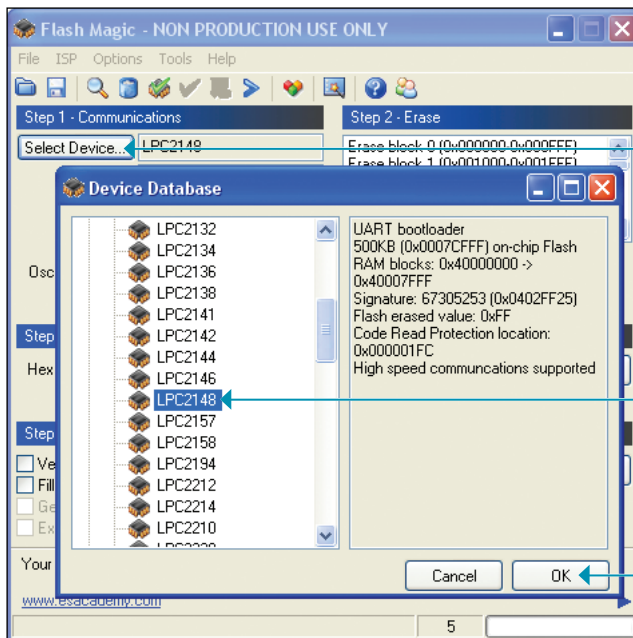 Flash Magic - NON PRODUCTION USE ONLY
File ISP Options Tools Help
Step 1 - Communications
Step 2 - Erase
Select Device... LPC2148
Erase block 0 (0x000000-0x000FFF)
Erase block 1 (0x001000-0x001FFF)
Device Database
LPC2132
LPC2134
LPC2136
LPC2138
LPC2141
LPC2142
LPC2144
LPC2146
LPC2148
LPC2157
LPC2158
LPC2194
LPC2212
LPC2214
LPC2210
UART bootloader
500KB (0x0007CFFF) on-chip Flash
RAM blocks: 0x40000000 ->
0x40007FFF
Signature: 67305253 (0x0402FF25)
Flash erased value: 0xFF
Code Read Protection location:
0x000001FC
High speed communcations supported
Osc
Step
Hex
Step
Ve
Fill
Ge
Ex
Cancel OK
Your
www.esacademy.com
5